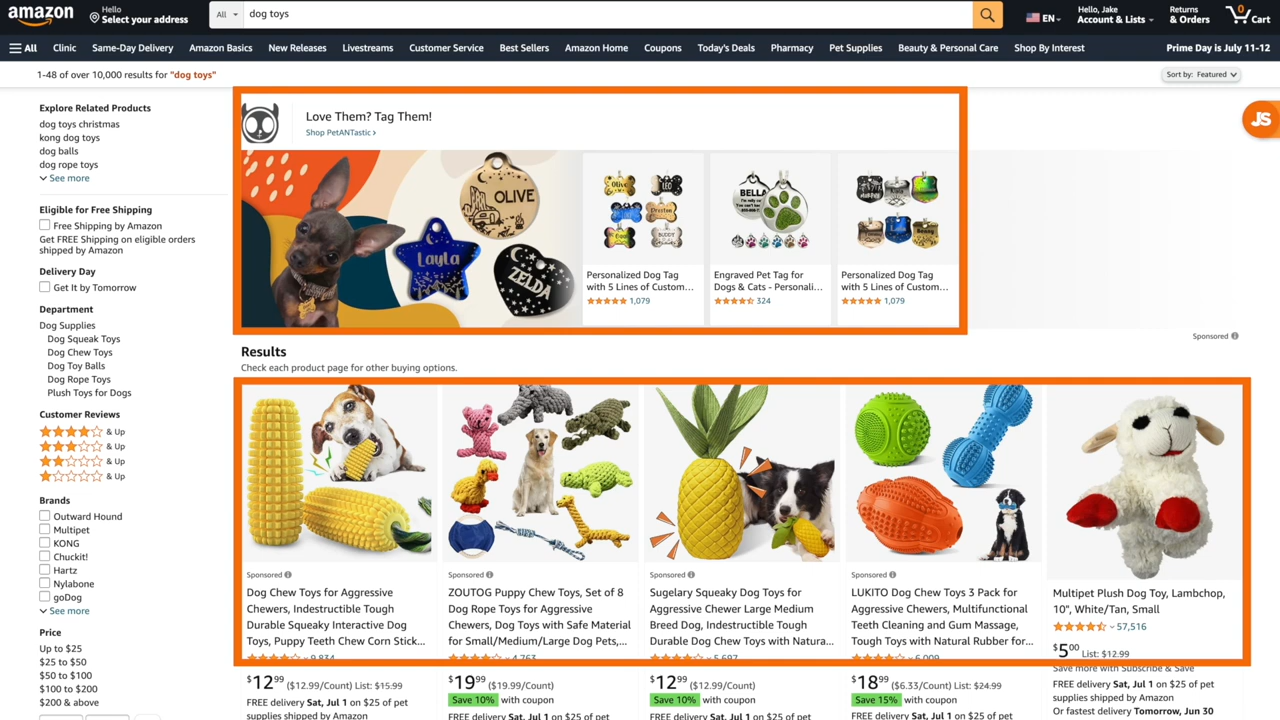 amazon
Hello
Select your address
All
dog toys
EN
Hello, Jake
Account & Lists
Returns
& Orders
0
Cart
All
Clinic
Same-Day Delivery
Amazon Basics
New Releases
Livestreams
Customer Service
Best Sellers
Amazon Home
Coupons
Today's Deals
Pharmacy
Pet Supplies
Beauty & Personal Care
Shop By Interest
Prime Day is July 11-12
1-48 of over 10,000 results for "dog toys"
Sort by: Featured
JS
Explore Related Products
dog toys christmas
kong dog toys
dog balls
dog rope toys
See more
Eligible for Free Shipping
Free Shipping by Amazon
Get FREE Shipping on eligible orders
shipped by Amazon
Delivery Day
Get It by Tomorrow
Department
Dog Supplies
Dog Squeak Toys
Dog Chew Toys
Dog Toy Balls
Dog Rope Toys
Plush Toys for Dogs
Customer Reviews
& Up
& Up
& Up
& Up
Brands
Outward Hound
Multipet
KONG
Chuckit!
Hartz
Nylabone
goDog
See more
Price
Up to $25
$25 to $50
$50 to $100
$100 to $200
$200 & above
Love Them? Tag Them!
Shop PetANTastic ›
OLIVE
Layla
ZELDA
Olive
LEO
BUDDY
BELLA
Personalized Dog Tag
with 5 Lines of Custom...
1,079
Engraved Pet Tag for
Dogs & Cats - Personali...
324
Personalized Dog Tag
with 5 Lines of Custom...
1,079
Sponsored
Results
Check each product page for other buying options.
Sponsored
Dog Chew Toys for Aggressive
Chewers, Indestructible Tough
Durable Squeaky Interactive Dog
Toys, Puppy Teeth Chew Corn Stick...
9,834
$12.99 ($12.99/Count) List: $15.99
FREE delivery Sat, Jul 1 on $25 of pet
supplies shipped by Amazon
Sponsored
ZOUTOG Puppy Chew Toys, Set of 8
Dog Rope Toys for Aggressive
Chewers, Dog Toys with Safe Material
for Small/Medium/Large Dog Pets,...
4,763
$19.99 ($19.99/Count)
Save 10% with coupon
FREE delivery Sat, Jul 1 on $25 of pet
Sponsored
Sugelary Squeaky Dog Toys for
Aggressive Chewer Large Medium
Breed Dog, Indestructible Tough
Durable Dog Chew Toys with Natura...
5,697
$12.99 ($12.99/Count)
Save 10% with coupon
FREE delivery Sat, Jul 1 on $25 of pet
Sponsored
LUKITO Dog Chew Toys 3 Pack for
Aggressive Chewers, Multifunctional
Teeth Cleaning and Gum Massage,
Tough Toys with Natural Rubber for...
6,009
$18.99 ($6.33/Count) List: $24.99
Save 15% with coupon
FREE delivery Sat, Jul 1 on $25 of pet
Multipet Plush Dog Toy, Lambchop,
10", White/Tan, Small
57,516
$5.00 List: $12.99
Save more with Subscribe & Save
FREE delivery Sat, Jul 1 on $25 of pet
supplies shipped by Amazon
Or fastest delivery Tomorrow, Jun 30